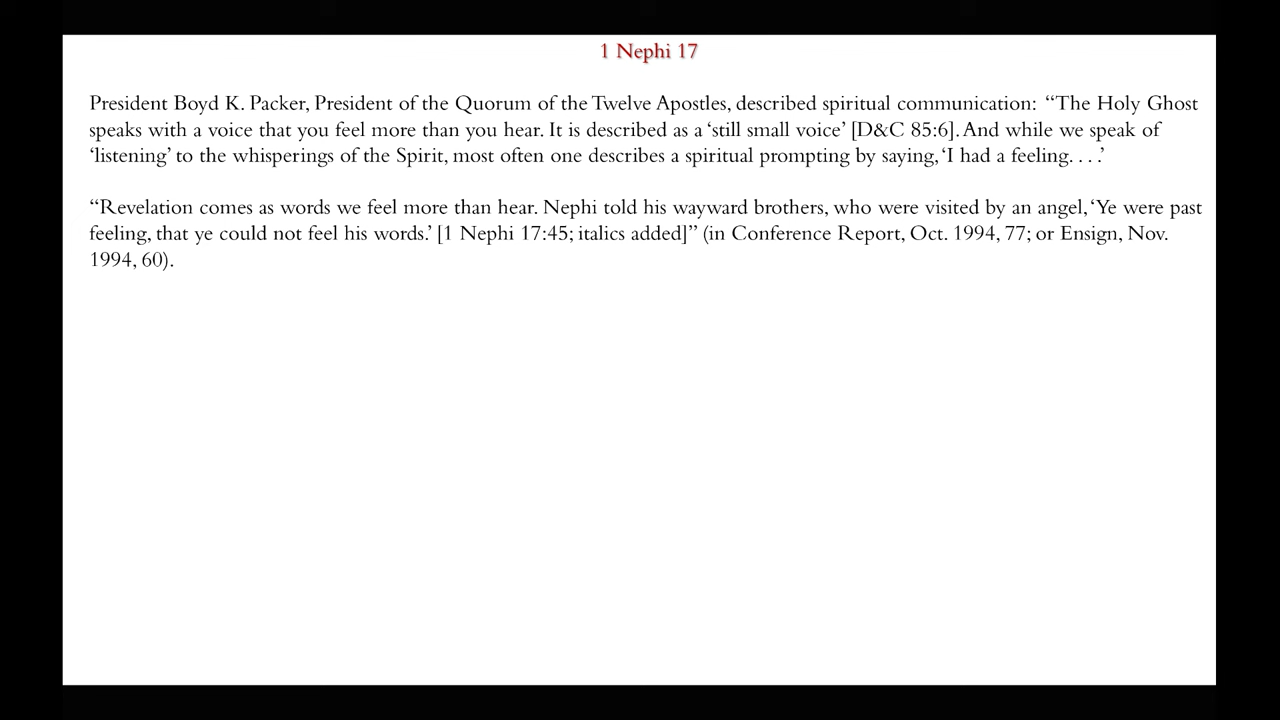 1 Nephi 17
President Boyd K. Packer, President of the Quorum of the Twelve Apostles, described spiritual communication: “The Holy Ghost
speaks with a voice that you feel more than you hear. It is described as a ‘still small voice’ [D&C 85:6]. And while we speak of
‘listening’ to the whisperings of the Spirit, most often one describes a spiritual prompting by saying, ‘I had a feeling. . . .’
“Revelation comes as words we feel more than hear. Nephi told his wayward brothers, who were visited by an angel, ‘Ye were past
feeling, that ye could not feel his words.’ [1 Nephi 17:45; italics added]” (in Conference Report, Oct. 1994, 77; or Ensign, Nov.
1994, 60).